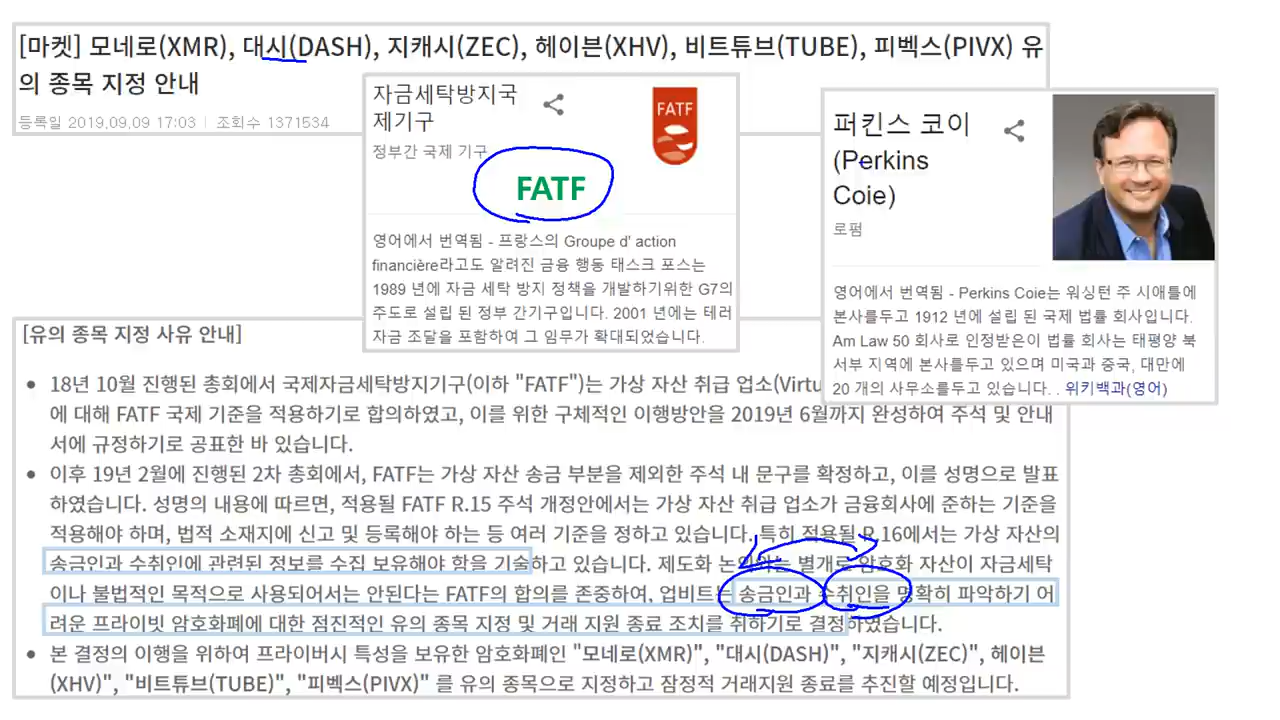 [마켓] 모네로(XMR), 대시(DASH), 지캐시(ZEC), 헤이븐(XHV), 비트튜브(TUBE), 피벡스(PIVX) 유
의 종목 지정 안내
등록일 2019.09.09 17:03 | 조회수 1371534
자금세탁방지국
제기구
정부간 국제 기구
FATF
FATF
영어에서 번역됨 - 프랑스의 Groupe d' action
financière라고도 알려진 금융 행동 태스크 포스는
1989 년에 자금 세탁 방지 정책을 개발하기위한 G7의
주도로 설립 된 정부 간기구입니다. 2001 년에는 테러
자금 조달을 포함하여 그 임무가 확대되었습니다.
퍼킨스 코이
(Perkins
Coie)
로펌
영어에서 번역됨 - Perkins Coie는 워싱턴 주 시애틀에
본사를두고 1912 년에 설립 된 국제 법률 회사입니다.
Am Law 50 회사로 인정받은이 법률 회사는 태평양 북
서부 지역에 본사를두고 있으며 미국과 중국, 대만에
20 개의 사무소를두고 있습니다. . 위키백과(영어)
[유의 종목 지정 사유 안내]
• 18년 10월 진행된 총회에서 국제자금세탁방지기구(이하 "FATF")는 가상 자산 취급 업소(Virtu
에 대해 FATF 국제 기준을 적용하기로 합의하였고, 이를 위한 구체적인 이행방안을 2019년 6월까지 완성하여 주석 및 안내
서에 규정하기로 공표한 바 있습니다.
• 이후 19년 2월에 진행된 2차 총회에서, FATF는 가상 자산 송금 부분을 제외한 주석 내 문구를 확정하고, 이를 성명으로 발표
하였습니다. 성명의 내용에 따르면, 적용될 FATF R.15 주석 개정안에서는 가상 자산 취급 업소가 금융회사에 준하는 기준을
적용해야 하며, 법적 소재지에 신고 및 등록해야 하는 등 여러 기준을 정하고 있습니다. 특히 적용될 R.16에서는 가상 자산의
송금인과 수취인에 관련된 정보를 수집 보유해야 함을 기술하고 있습니다. 제도화 논의와는 별개로 암호화 자산이 자금세탁
이나 불법적인 목적으로 사용되어서는 안된다는 FATF의 합의를 존중하여, 업비트는 송금인과 수취인을 명확히 파악하기 어
려운 프라이빗 암호화폐에 대한 점진적인 유의 종목 지정 및 거래 지원 종료 조치를 취하기로 결정하였습니다.
• 본 결정의 이행을 위하여 프라이버시 특성을 보유한 암호화폐인 "모네로(XMR)", "대시(DASH)", "지캐시(ZEC)", 헤이븐
(XHV)", "비트튜브(TUBE)", "피벡스(PIVX)" 를 유의 종목으로 지정하고 잠정적 거래지원 종료를 추진할 예정입니다.